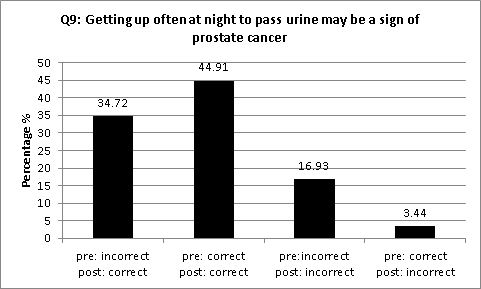 Q9: Getting up often at night to pass urine may be a sign of
prostate cancer
Percentage %
50
45
40
35
30
25
20
15
10
5
0
34.72
44.91
16.93
3.44
pre: incorrect
post: correct
pre: correct
post: correct
pre:incorrect
post: incorrect
pre: correct
post: incorrect